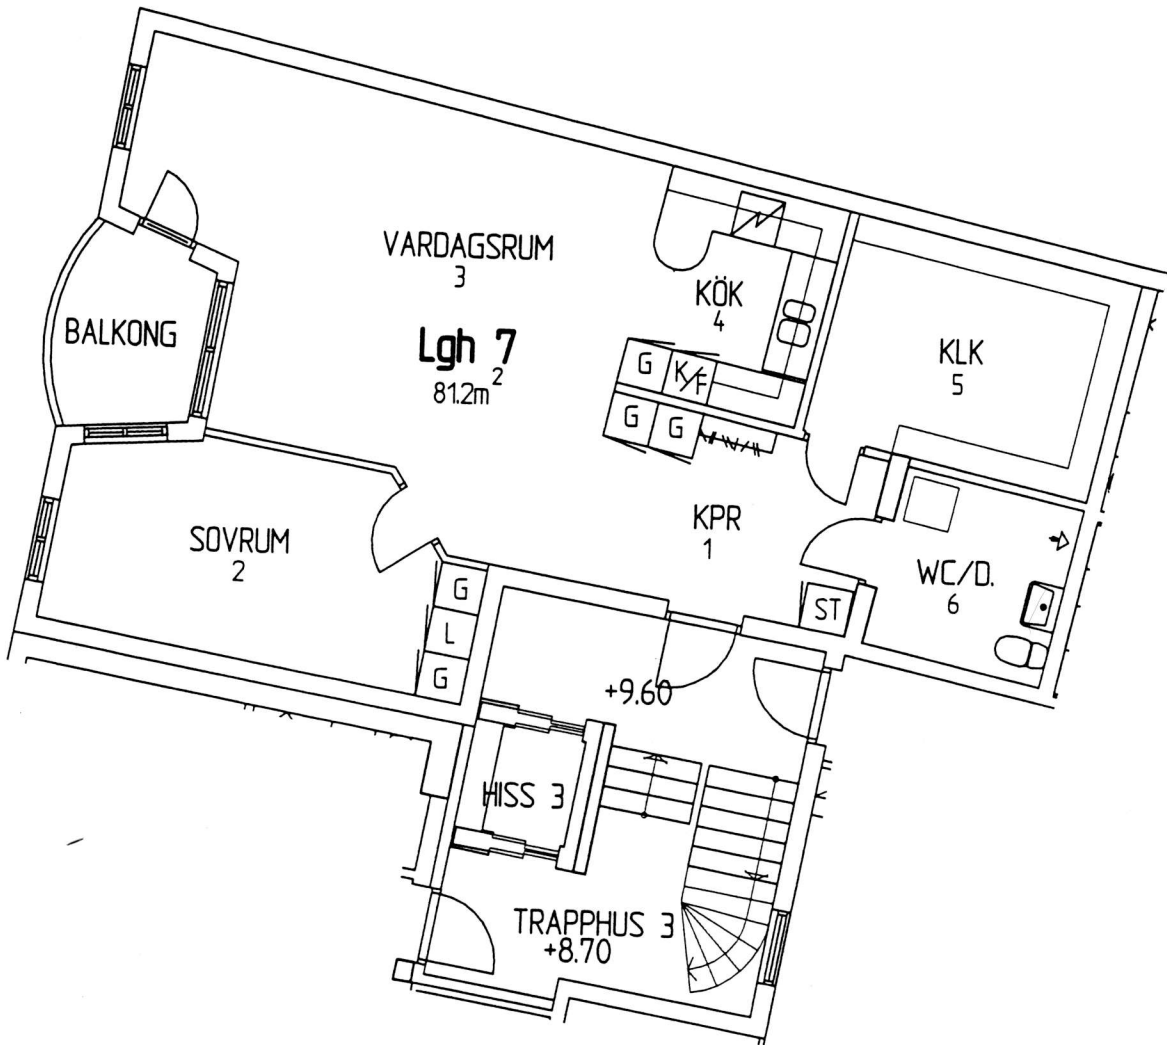 VARDAGSRUM
3
KÖK
4
BALKONG
Lgh 7
81.2m²
KLK
5
G
K/F
G
G
KPR
1
SOVRUM
2
WC/D.
6
G
L
G
ST
+9.60
HISS 3
TRAPPHUS 3
+8.70